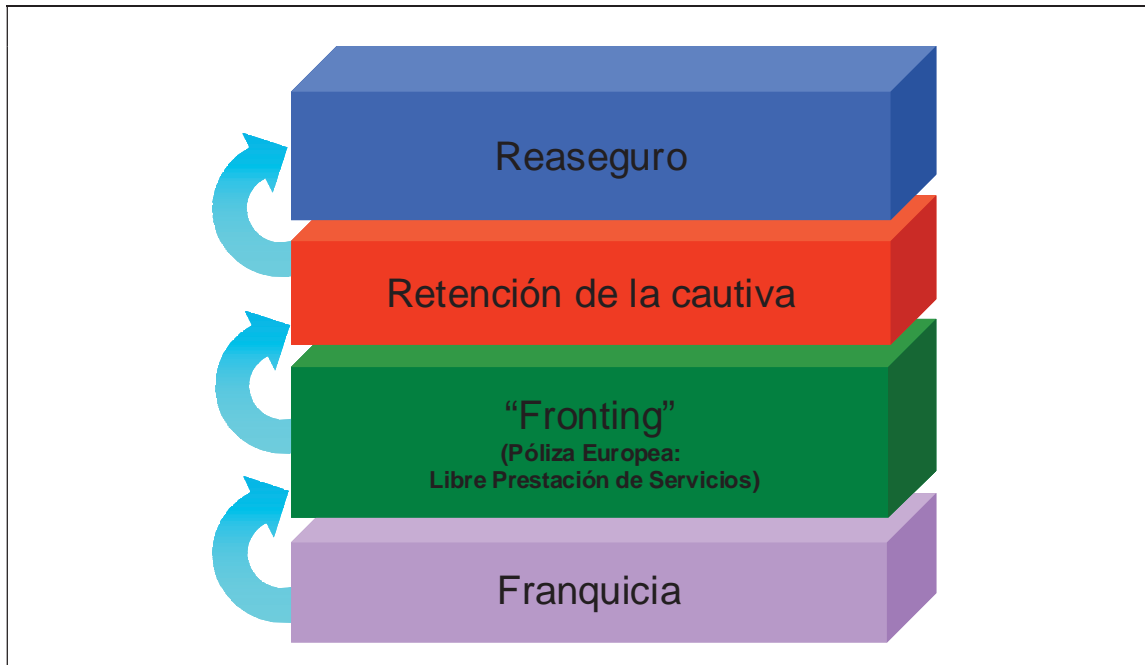 Reaseguro
Retención de la cautiva
“Fronting”
(Póliza Europea:
Libre Prestación de Servicios)
Franquicia